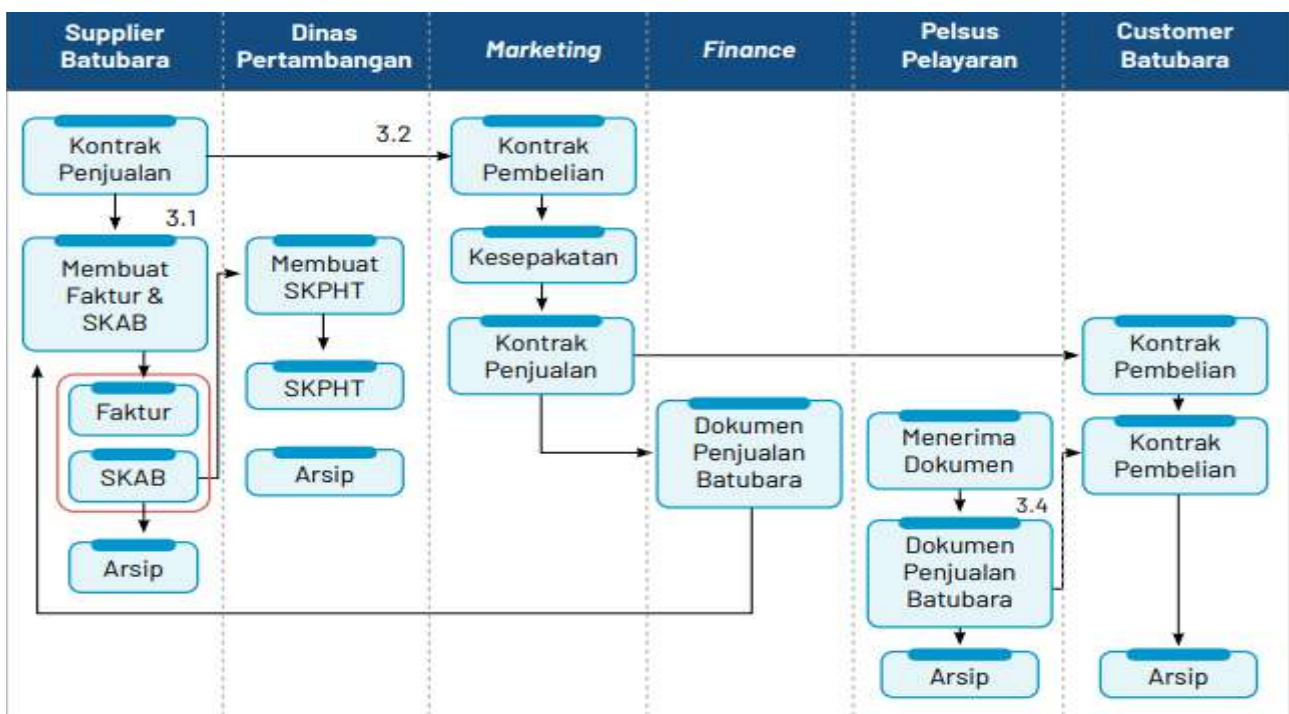 Supplier
Batubara
Dinas
Pertambangan
Marketing
Finance
Pelsus
Pelayaran
Customer
Batubara
Kontrak
Penjualan
3.1
Membuat
Faktur &
SKAB
Faktur
SKAB
Arsip
Membuat
SKPHT
SKPHT
Arsip
3.2
Kontrak
Pembelian
Kesepakatan
Kontrak
Penjualan
Dokumen
Penjualan
Batubara
Menerima
Dokumen
3.4
Dokumen
Penjualan
Batubara
Arsip
Kontrak
Pembelian
Kontrak
Pembelian
Arsip